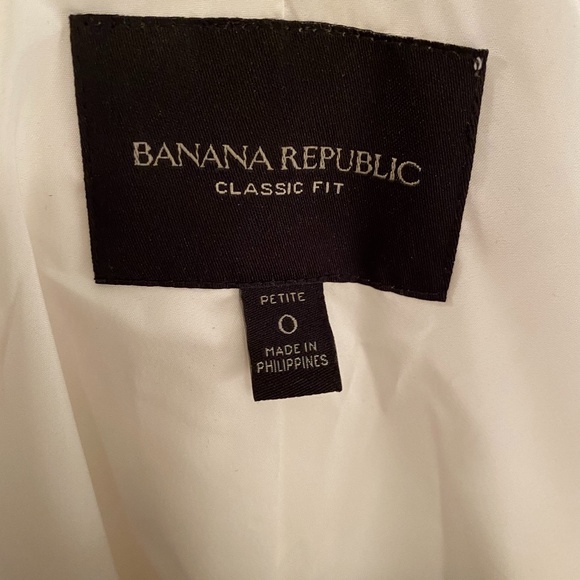 BANANA REPUBLIC
CLASSIC FIT
PETITE
0
MADE IN
PHILIPPINES